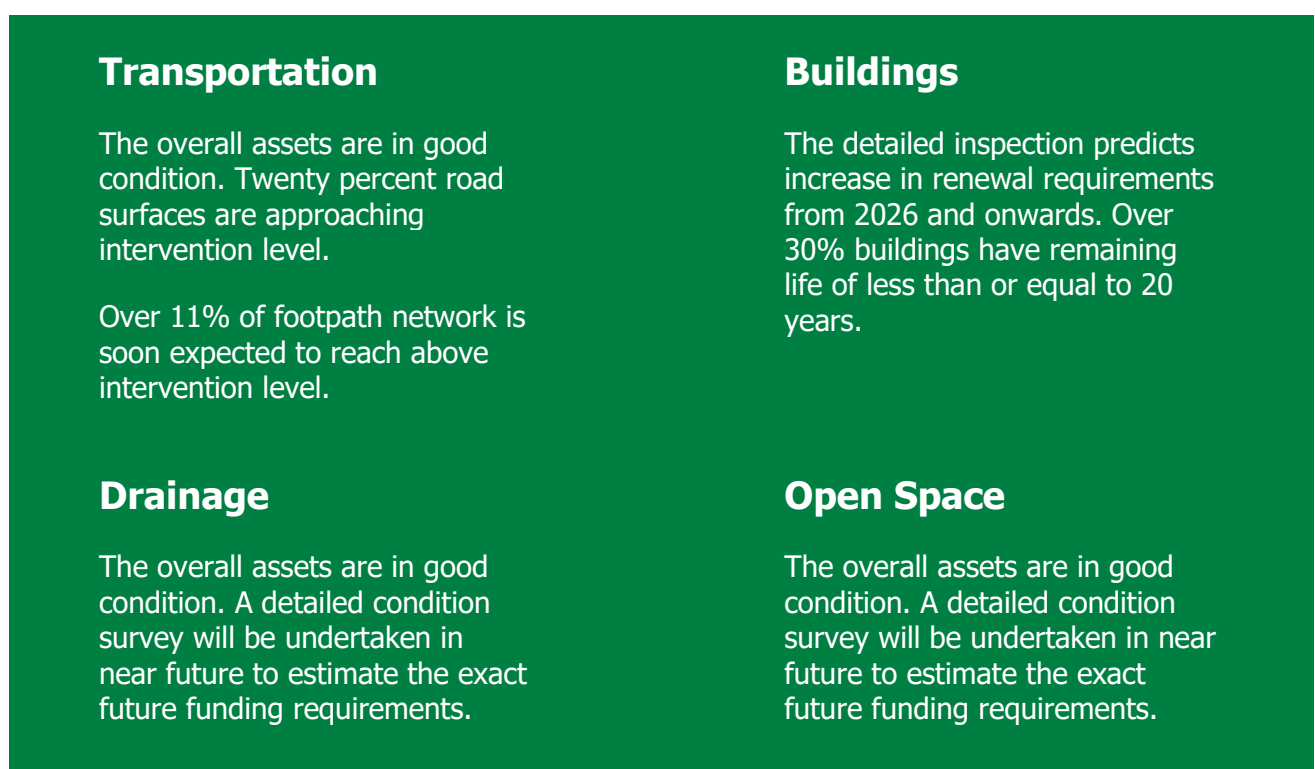 Transportation
The overall assets are in good
condition. Twenty percent road
surfaces are approaching
intervention level.
Over 11% of footpath network is
soon expected to reach above
intervention level.
Buildings
The detailed inspection predicts
increase in renewal requirements
from 2026 and onwards. Over
30% buildings have remaining
life of less than or equal to 20
years.
Drainage
The overall assets are in good
condition. A detailed condition
survey will be undertaken in
near future to estimate the exact
future funding requirements.
Open Space
The overall assets are in good
condition. A detailed condition
survey will be undertaken in near
future to estimate the exact
future funding requirements.